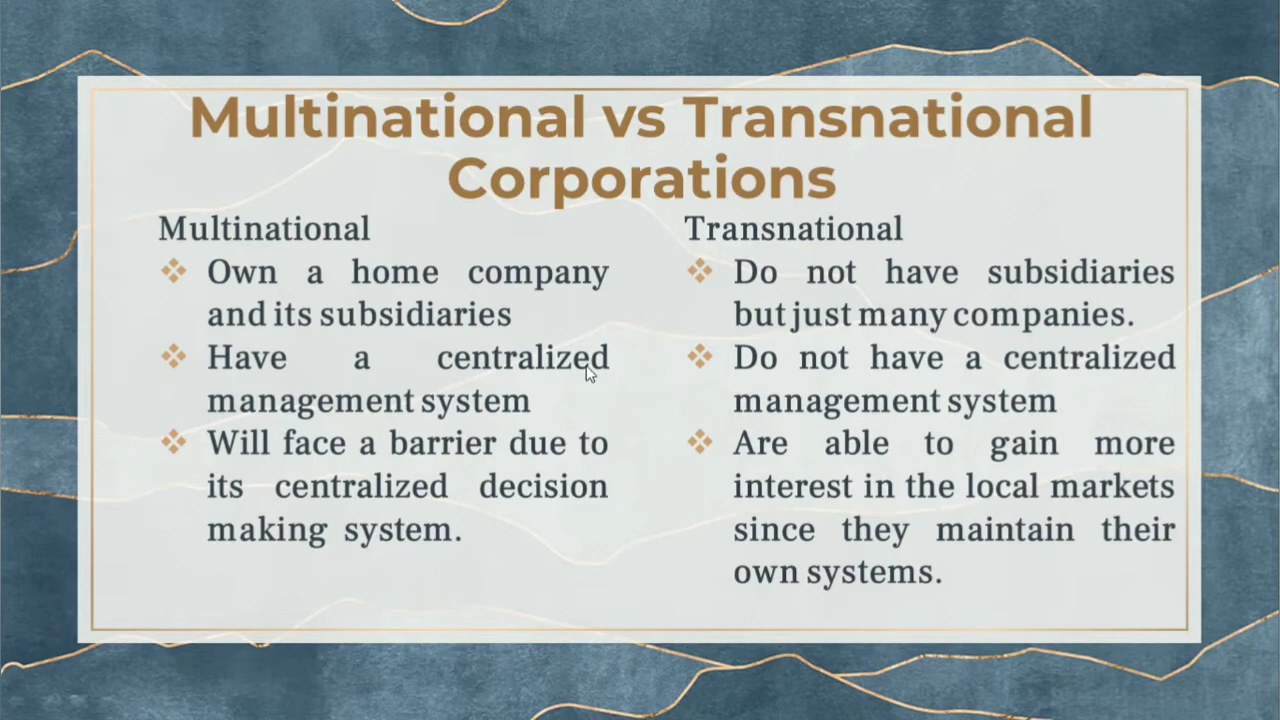 Multinational vs Transnational
Corporations
Multinational
Own a home company
and its subsidiaries
Have a centralized
management system
Will face a barrier due to
its centralized decision
making system.
Transnational
Do not have subsidiaries
but just many companies.
Do not have a centralized
management system
Are able to gain more
interest in the local markets
since they maintain their
own systems.